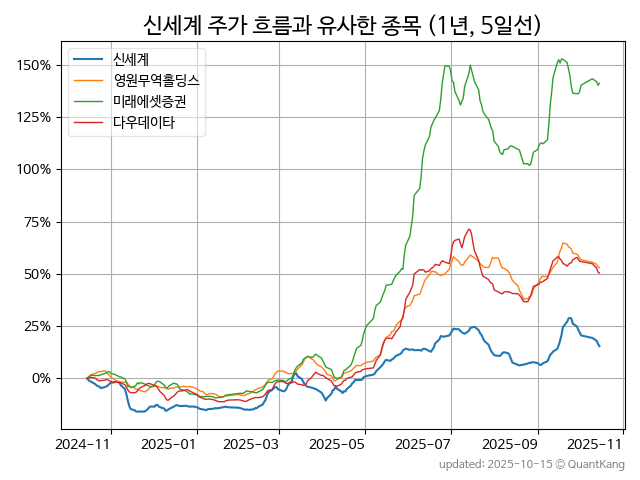 신세계 주가 흐름과 유사한 종목 (1년, 5일선)
150%
125%
100%
75%
50%
25%
0%
신세계
영원무역홀딩스
미래에셋증권
다우데이타
2024-11
2025-01
2025-03
2025-05
2025-07
2025-09
2025-11
updated: 2025-10-15 © QuantKang